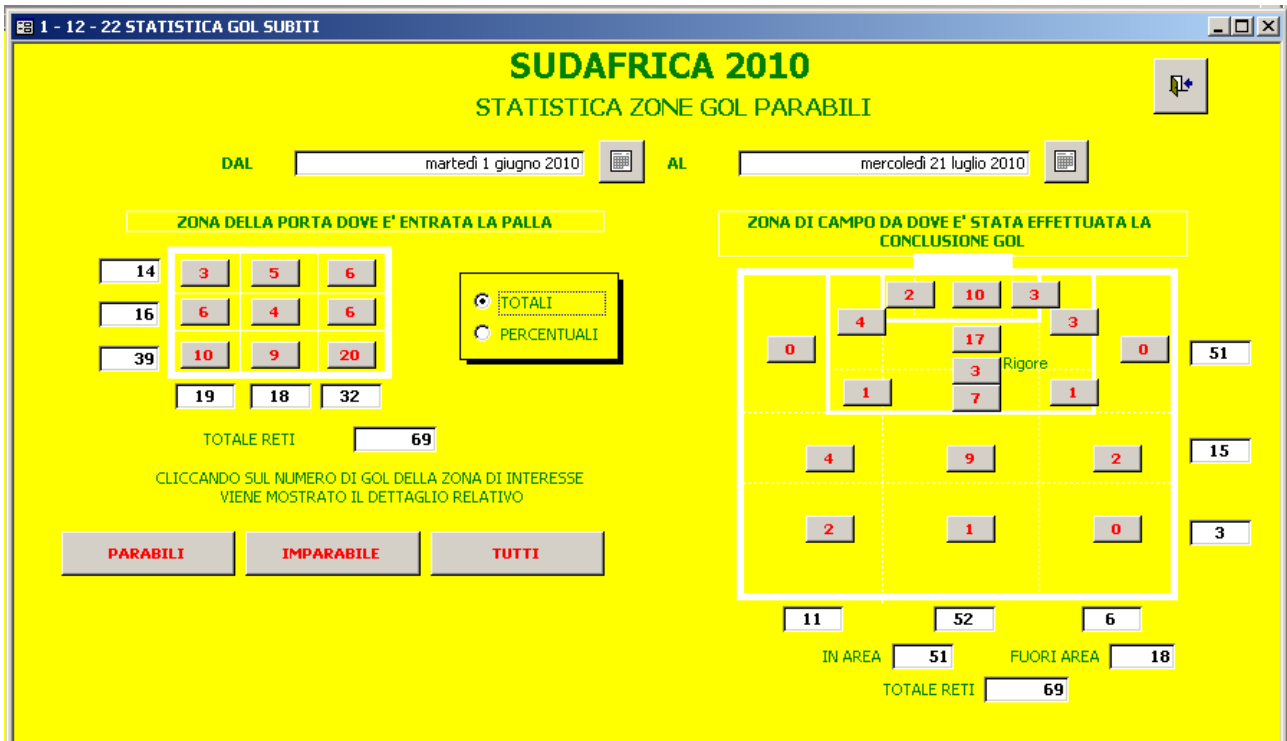 1 - 12 - 22 STATISTICA GOL SUBITI
SUDAFRICA 2010
STATISTICA ZONE GOL PARABILI
DAL martedì 1 giugno 2010 AL mercoledì 21 luglio 2010
ZONA DELLA PORTA DOVE E' ENTRATA LA PALLA
14 3 5 6
16 6 4 6
39 10 9 20
19 18 32
TOTALE RETI 69
TOTALI
PERCENTUALI
CLICCANDO SUL NUMERO DI GOL DELLA ZONA DI INTERESSE
VIENE MOSTRATO IL DETTAGLIO RELATIVO
PARABILI IMPARABILE TUTTI
ZONA DI CAMPO DA DOVE E' STATA EFFETTUATA LA
CONCLUSIONE GOL
2 10 3
4 3
17
0 0 51
3 Rigore
1 7 1
4 9 2 15
2 1 0 3
11 52 6
IN AREA 51 FUORI AREA 18
TOTALE RETI 69